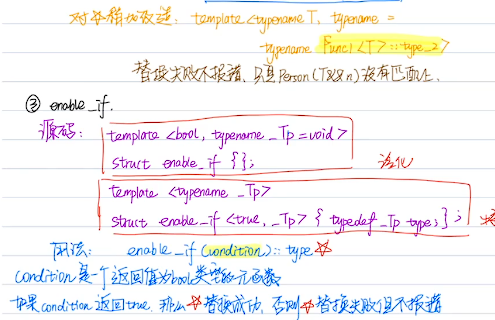 对本稍加改造: template <typename T, typename =
typename Func1 <T>::type_2>
替换失败不报错, 只是Person(T&&n)没有匹配上.
③ enable_if.
源码:
template <bool, typename _Tp = void>
struct enable_if {};
泛化
template <typename _Tp>
struct enable_if <true, _Tp> { typedef _Tp type; };
用法: enable_if (condition) :: type ☆
condition是一个返回值为bool类型的元函数
如果condition返回true, 那么☆替换成功, 否则☆替换失败但不报错